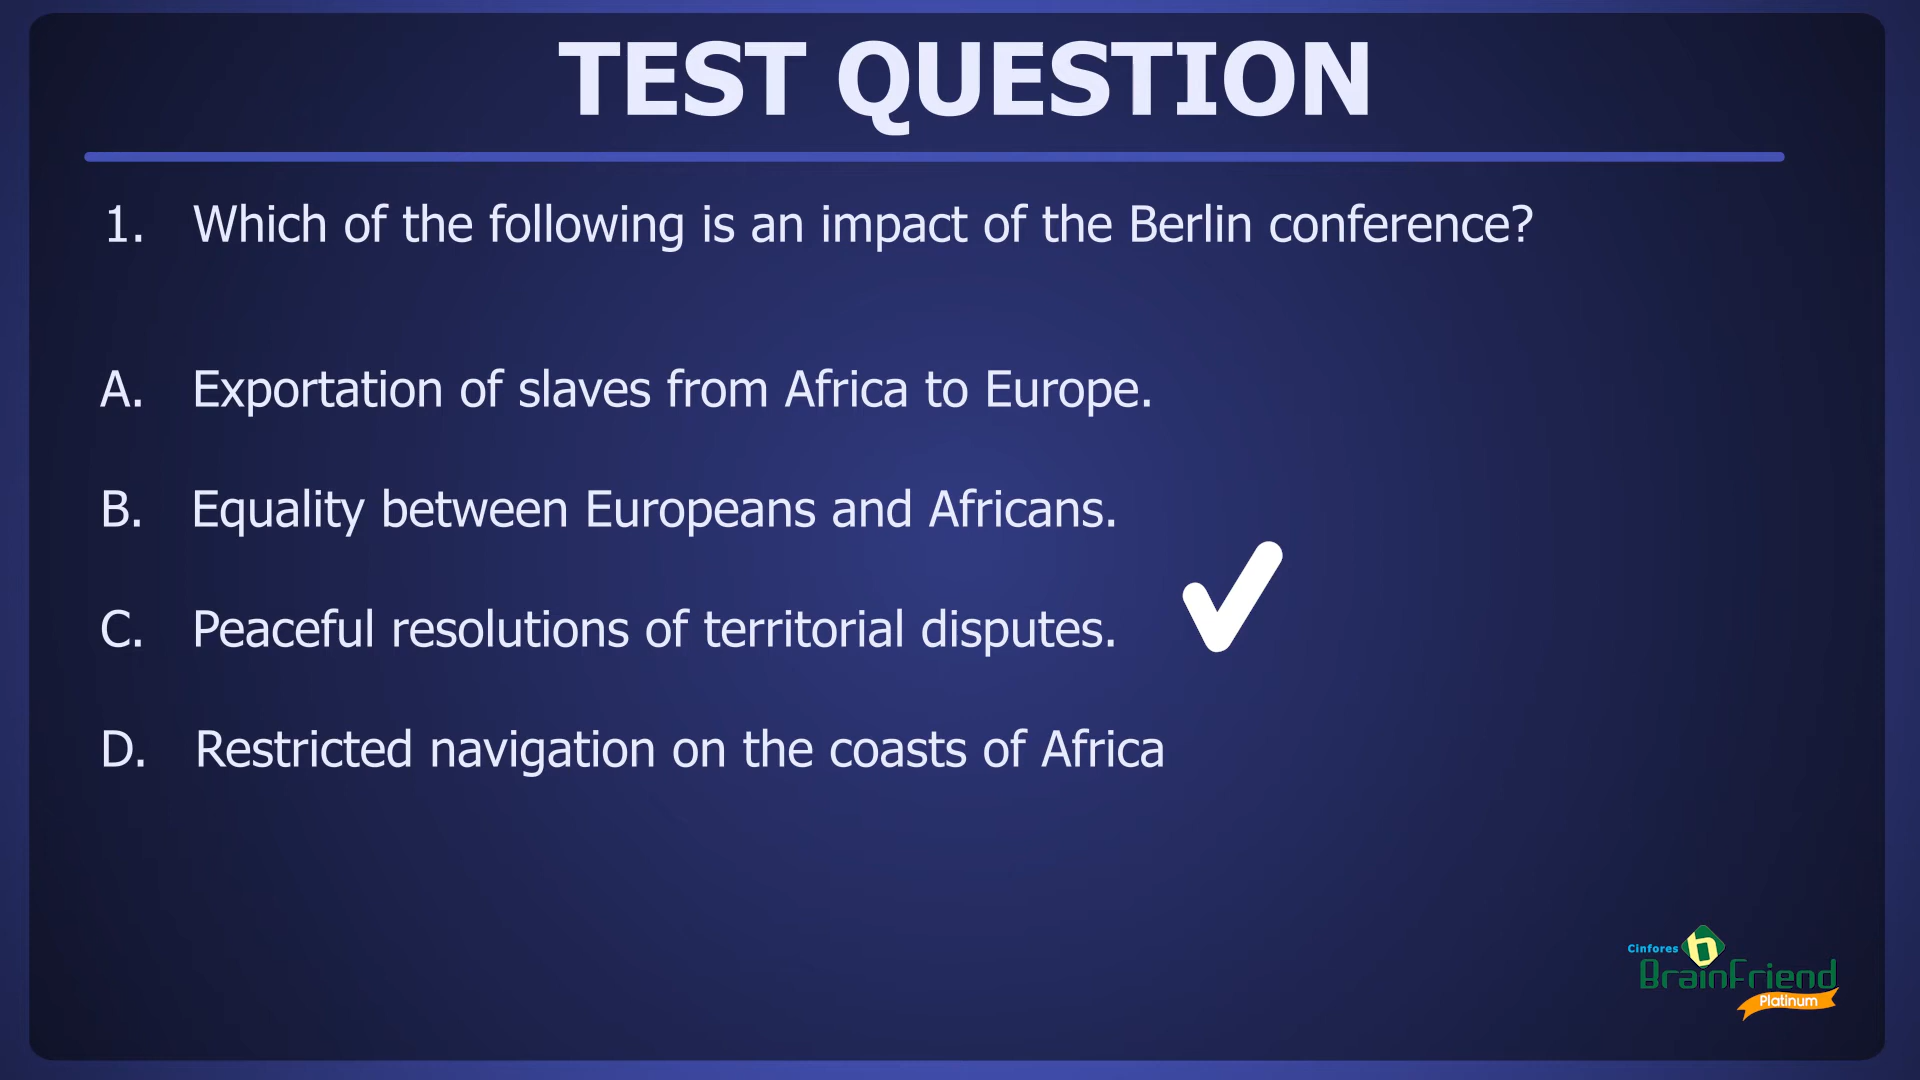 TEST QUESTION
1. Which of the following is an impact of the Berlin conference?
A. Exportation of slaves from Africa to Europe.
B. Equality between Europeans and Africans.
C. Peaceful resolutions of territorial disputes.
D. Restricted navigation on the coasts of Africa
Cinfores
BrainFriend
Platinum